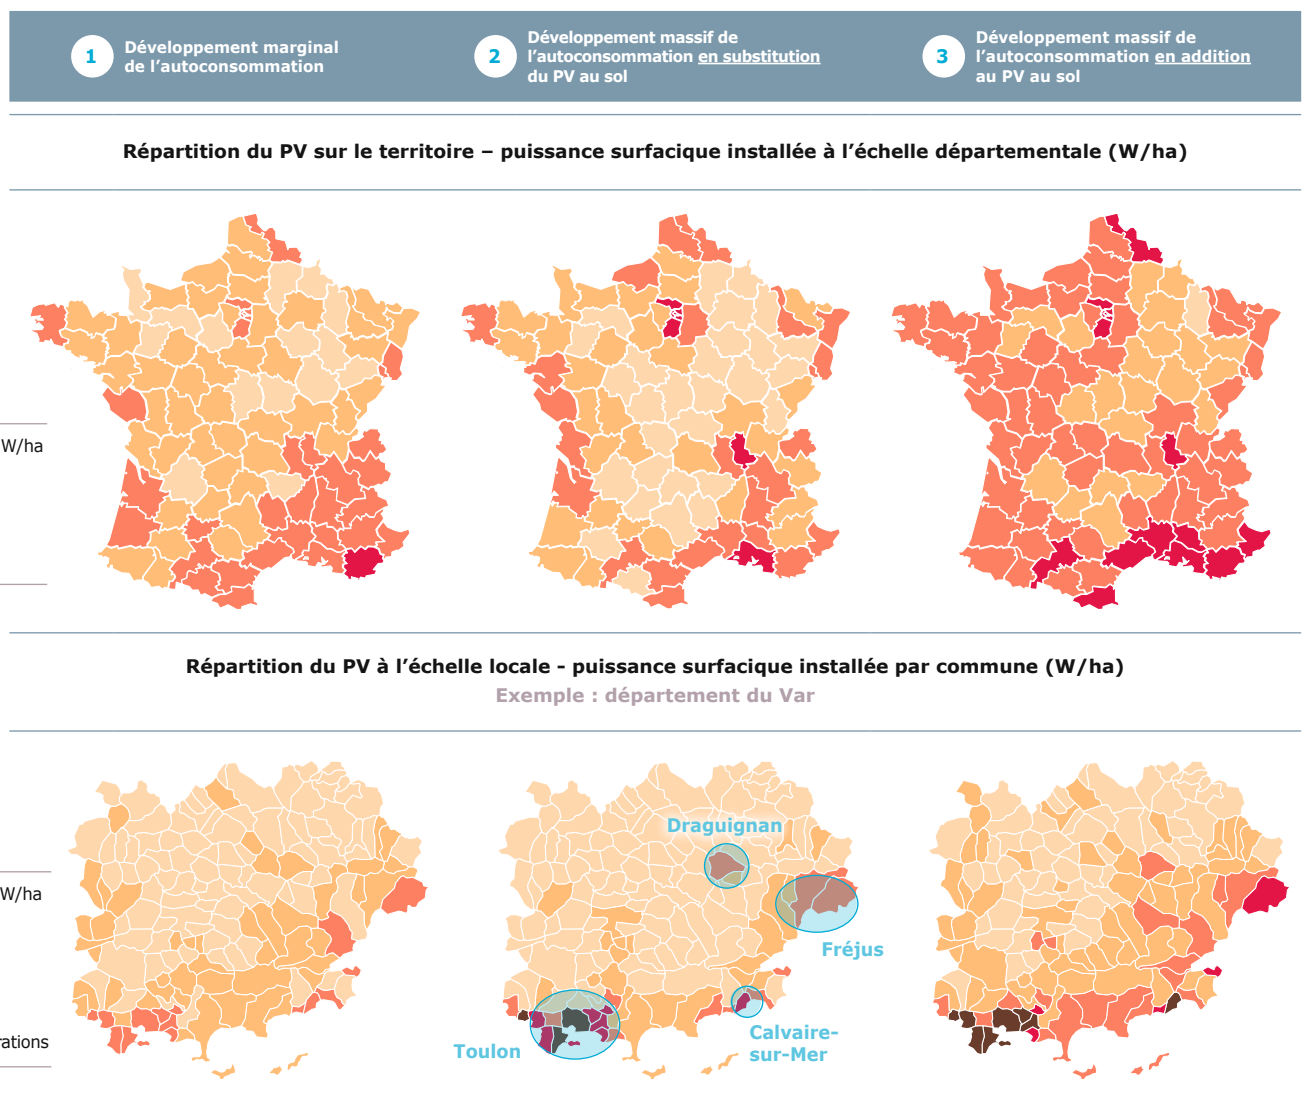 1
Développement marginal
de l’autoconsommation
2
Développement massif de
l’autoconsommation en substitution
du PV au sol
3
Développement massif de
l’autoconsommation en addition
au PV au sol
Répartition du PV sur le territoire – puissance surfacique installée à l’échelle départementale (W/ha)
W/ha
Répartition du PV à l’échelle locale - puissance surfacique installée par commune (W/ha)
Exemple : département du Var
W/ha
Draguignan
Fréjus
Calvaire-
sur-Mer
Toulon
rations